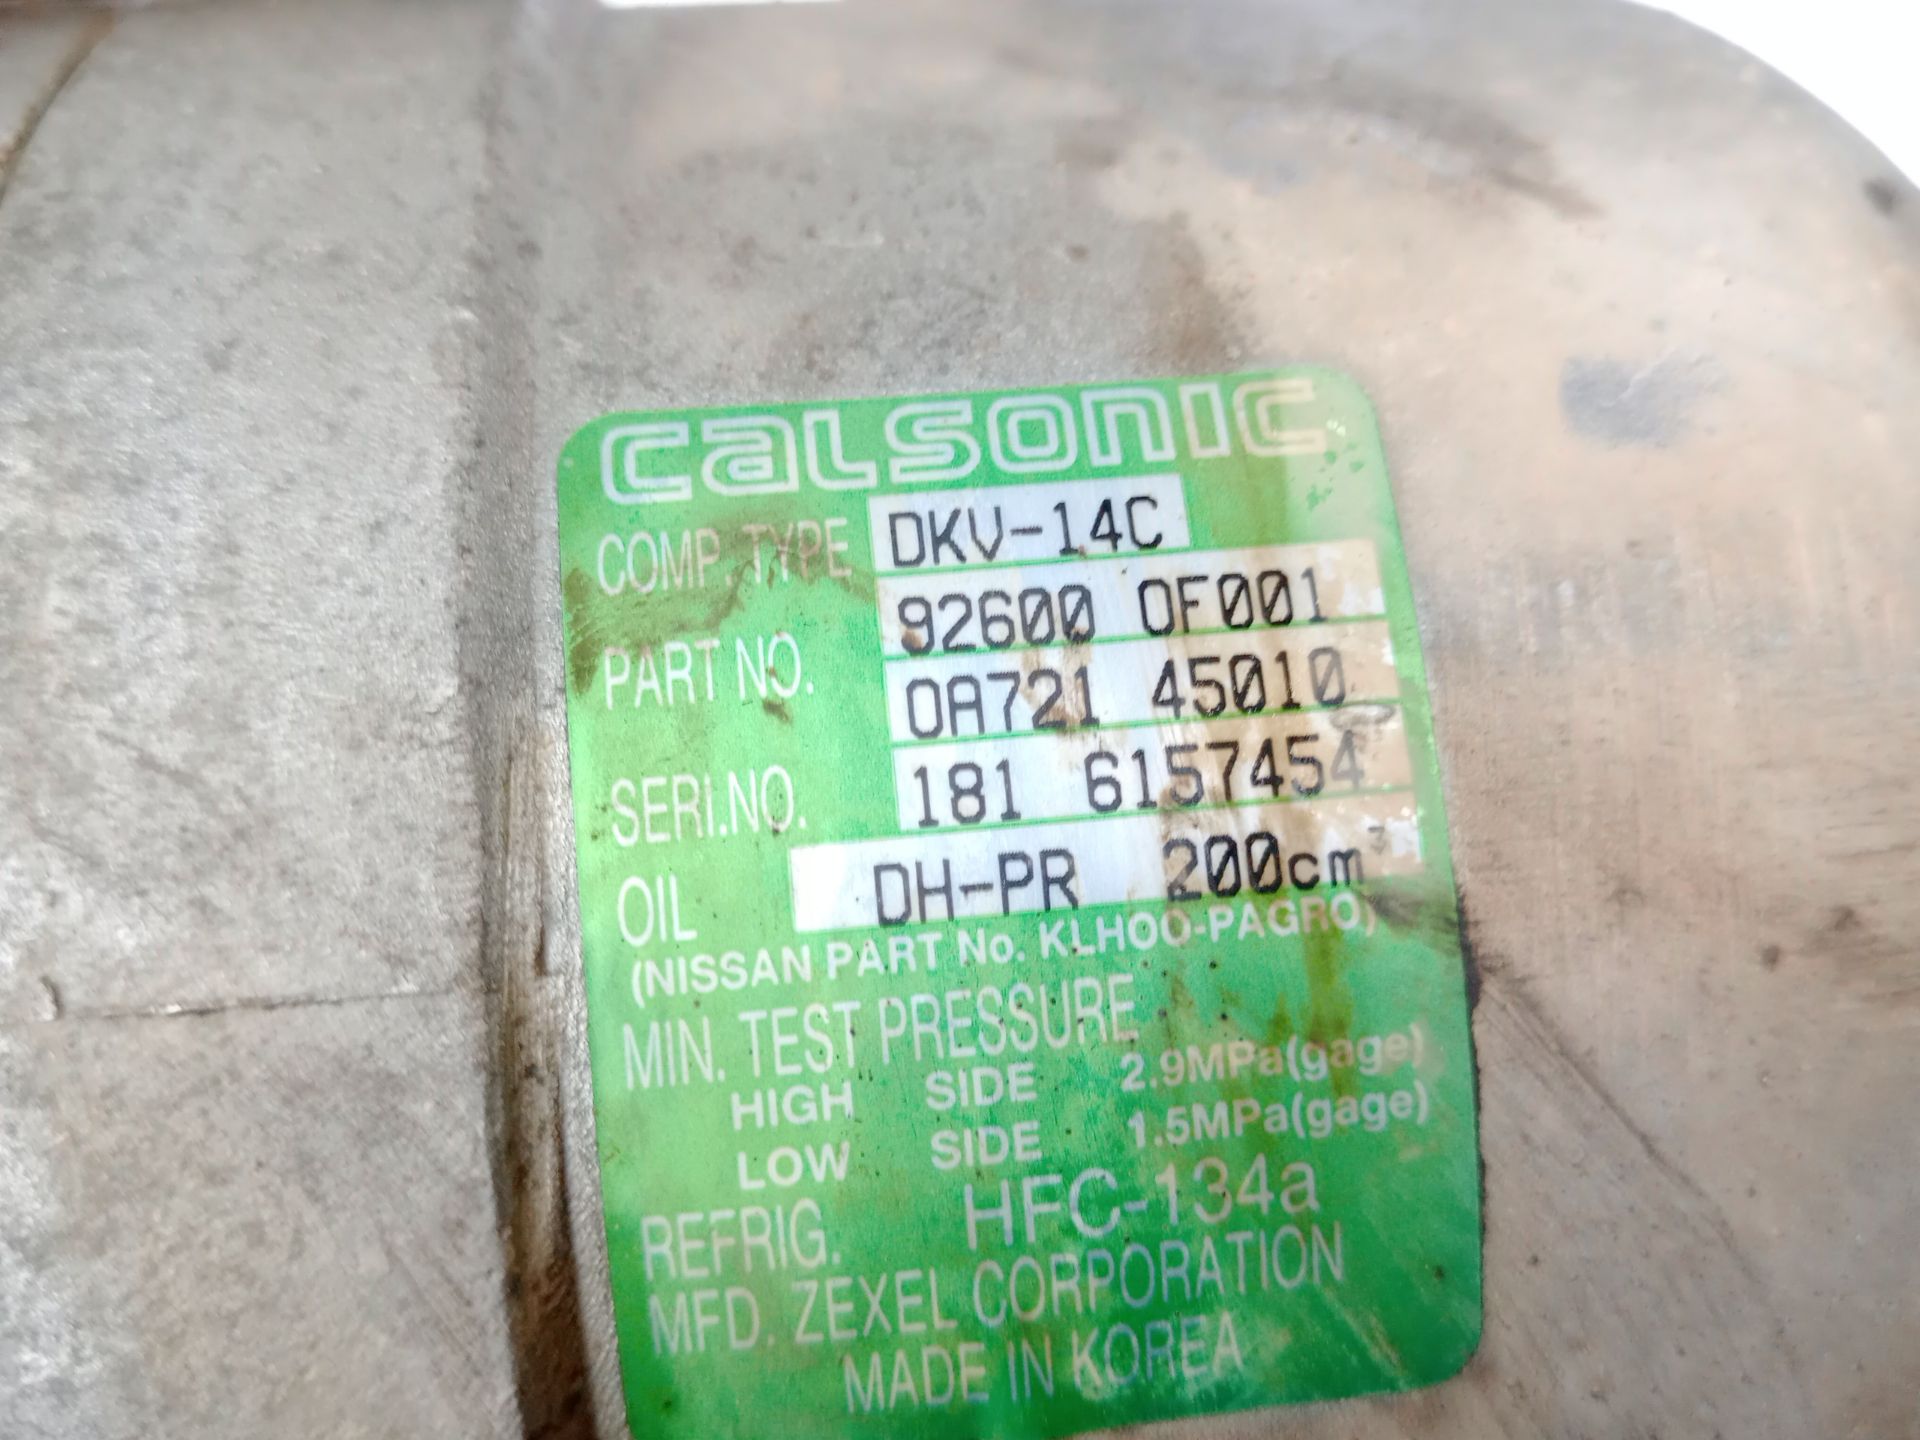 calsonic
COMP. TYPE DKV-14C
PART NO. 92600 0F001
0A721 45010
SERI.NO. 181 6157454
OIL DH-PR 200cm³
(NISSAN PART No. KLH00-PAGR0)
MIN. TEST PRESSURE
HIGH SIDE 2.9MPa(gage)
LOW SIDE 1.5MPa(gage)
REFRIG. HFC-134a
MFD. ZEXEL CORPORATION
MADE IN KOREA